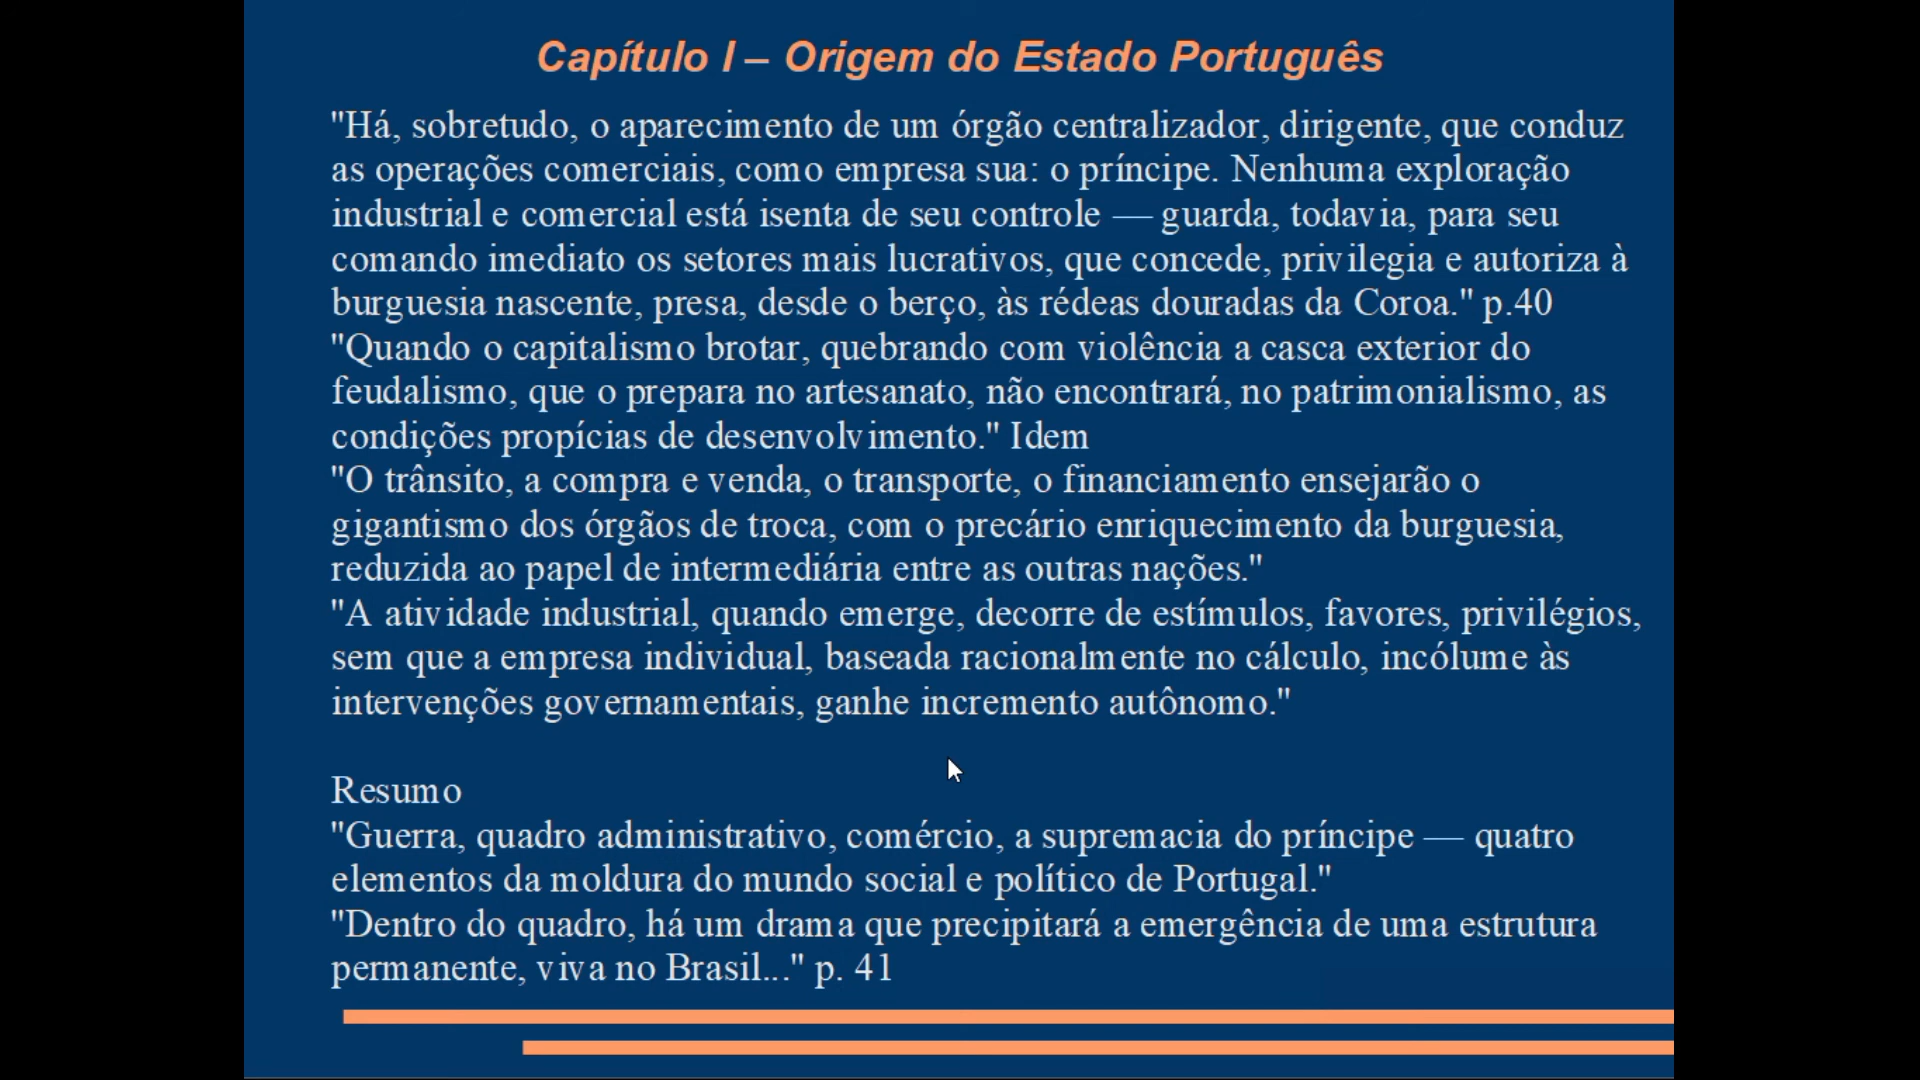 Capítulo I – Origem do Estado Português
"Há, sobretudo, o aparecimento de um órgão centralizador, dirigente, que conduz
as operações comerciais, como empresa sua: o príncipe. Nenhuma exploração
industrial e comercial está isenta de seu controle — guarda, todavia, para seu
comando imediato os setores mais lucrativos, que concede, privilegia e autoriza à
burguesia nascente, presa, desde o berço, às rédeas douradas da Coroa." p.40
"Quando o capitalismo brotar, quebrando com violência a casca exterior do
feudalismo, que o prepara no artesanato, não encontrará, no patrimonialismo, as
condições propícias de desenvolvimento." Idem
"O trânsito, a compra e venda, o transporte, o financiamento ensejarão o
gigantismo dos órgãos de troca, com o precário enriquecimento da burguesia,
reduzida ao papel de intermediária entre as outras nações."
"A atividade industrial, quando emerge, decorre de estímulos, favores, privilégios,
sem que a empresa individual, baseada racionalmente no cálculo, incólume às
intervenções governamentais, ganhe incremento autônomo."
Resumo
"Guerra, quadro administrativo, comércio, a supremacia do príncipe — quatro
elementos da moldura do mundo social e político de Portugal."
"Dentro do quadro, há um drama que precipitará a emergência de uma estrutura
permanente, viva no Brasil..." p. 41